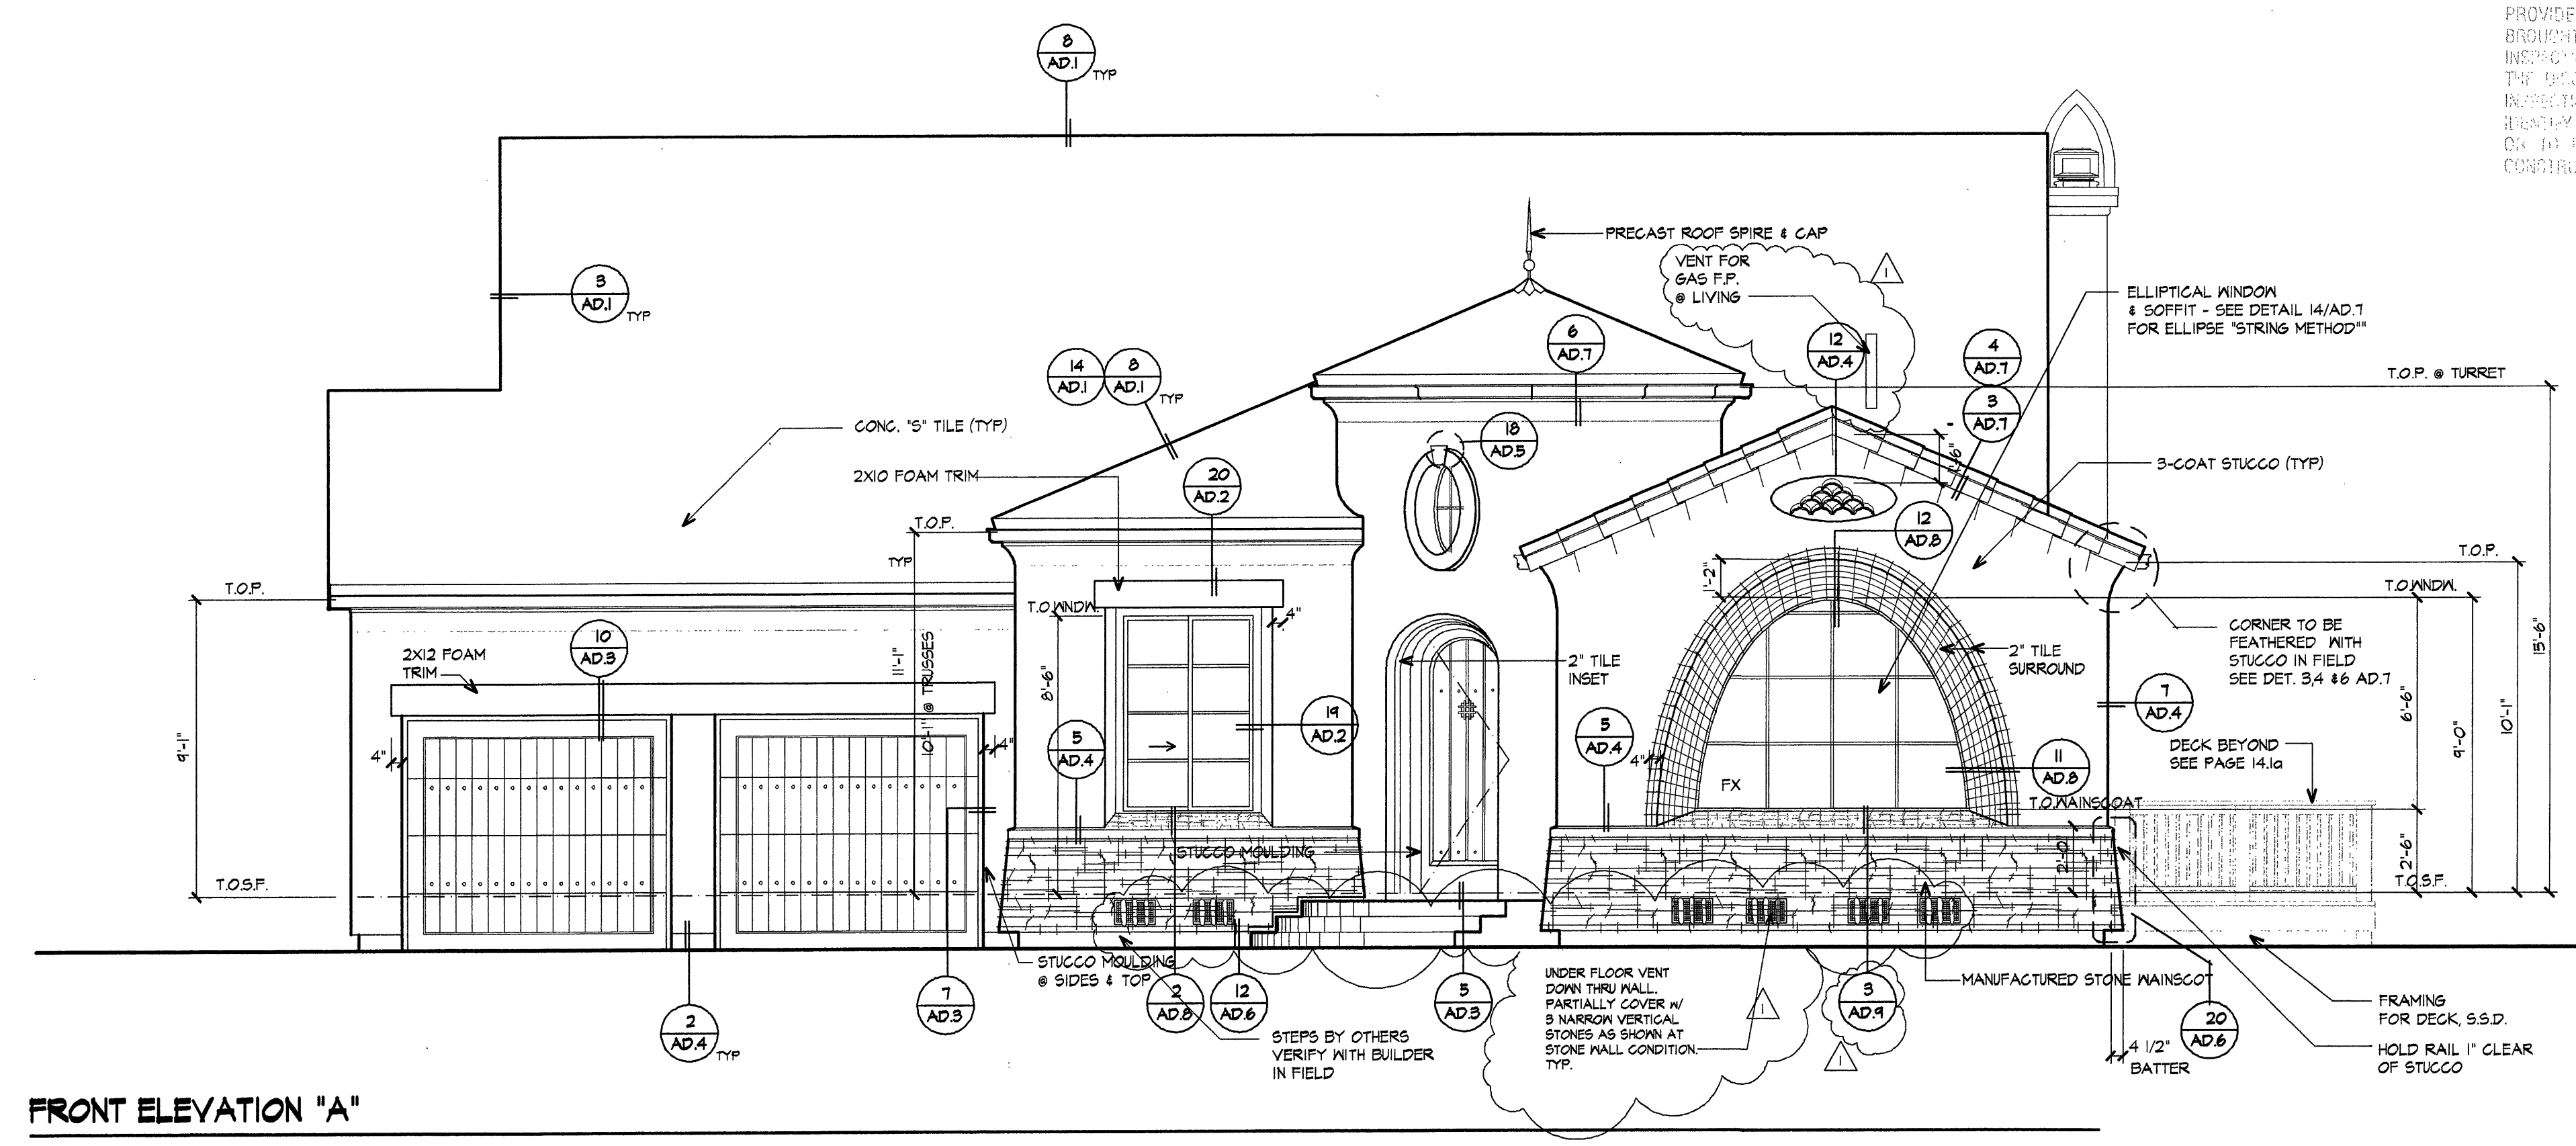 PROVIDE
BROUGHT
8
AD.1
TYP
3
AD.1
TYP
PRECAST ROOF SPIRE & CAP
VENT FOR
GAS F.P.
@ LIVING
1
ELLIPTICAL WINDOW
& SOFFIT - SEE DETAIL 14/AD.7
FOR ELLIPSE "STRING METHOD""
6
AD.7
12
AD.4
4
AD.7
3
AD.7
14
AD.1
8
AD.1
TYP
T.O.P. @ TURRET
CONC. "S" TILE (TYP)
18
AD.5
1'-6"
3-COAT STUCCO (TYP)
2X10 FOAM TRIM
20
AD.2
12
AD.8
T.O.P.
TYP
T.O.P.
T.O.P.
1'-2"
T.O.WNDW.
T.O.WNDW.
4"
15'-6"
CORNER TO BE
FEATHERED WITH
STUCCO IN FIELD
SEE DET. 3,4 &6 AD.7
10
AD.3
2X12 FOAM
TRIM
11'-1"
10'-1" @ TRUSSES
8'-6"
2" TILE
INSET
2" TILE
SURROUND
9'-1"
19
AD.2
5
AD.4
5
AD.4
7
AD.4
6'-6"
9'-0"
10'-1"
4"
4"
4"
DECK BEYOND
SEE PAGE 14.1a
FX
11
AD.8
T.O.WAINSCOAT
STUCCO MOULDING
2'-0"
2'-6"
T.O.S.F.
T.O.S.F.
STUCCO MOULDING
@ SIDES & TOP
2
AD.4
TYP
7
AD.3
2
AD.8
12
AD.6
5
AD.3
STEPS BY OTHERS
VERIFY WITH BUILDER
IN FIELD
UNDER FLOOR VENT
DOWN THRU WALL.
PARTIALLY COVER W/
3 NARROW VERTICAL
STONES AS SHOWN AT
STONE WALL CONDITION.
TYP.
1
3
AD.9
1
MANUFACTURED STONE WAINSCOT
20
AD.6
4 1/2"
BATTER
FRAMING
FOR DECK, S.S.D.
HOLD RAIL 1" CLEAR
OF STUCCO
FRONT ELEVATION "A"